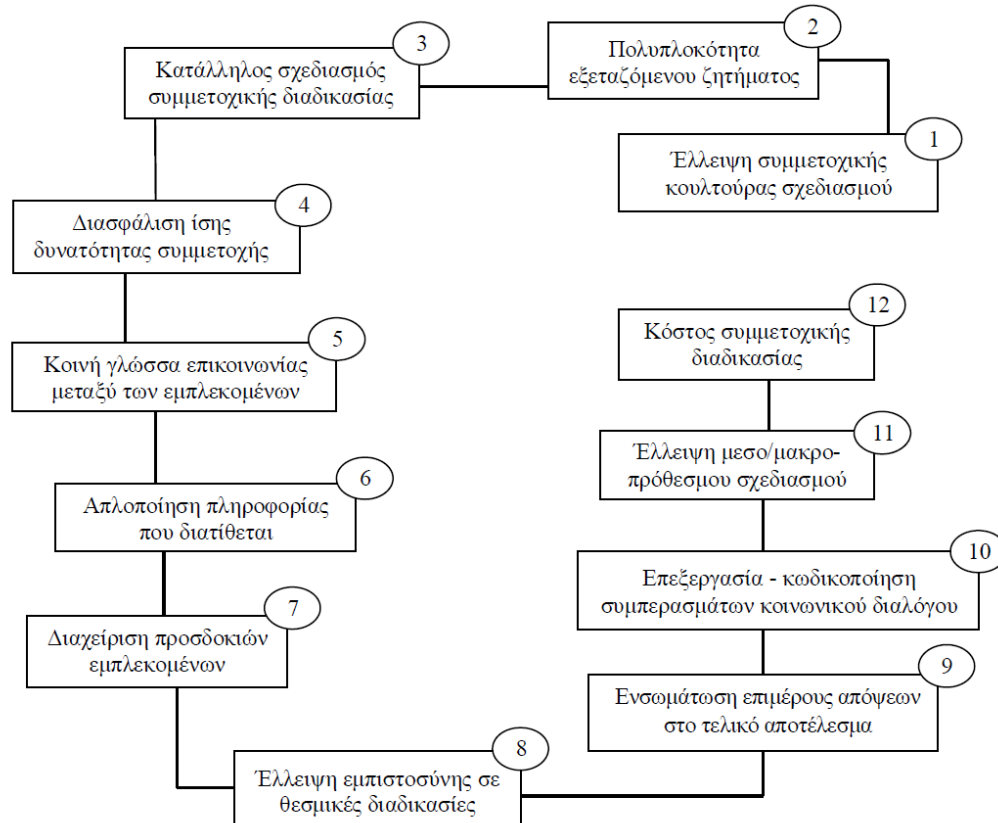 1
Έλλειψη συμμετοχικής
κουλτούρας σχεδιασμού
2
Πολυπλοκότητα
εξεταζόμενου ζητήματος
3
Κατάλληλος σχεδιασμός
συμμετοχικής διαδικασίας
4
Διασφάλιση ίσης
δυνατότητας συμμετοχής
5
Κοινή γλώσσα επικοινωνίας
μεταξύ των εμπλεκομένων
6
Απλοποίηση πληροφορίας
που διατίθεται
7
Διαχείριση προσδοκιών
εμπλεκομένων
8
Έλλειψη εμπιστοσύνης σε
θεσμικές διαδικασίες
9
Ενσωμάτωση επιμέρους απόψεων
στο τελικό αποτέλεσμα
10
Επεξεργασία - κωδικοποίηση
συμπερασμάτων κοινωνικού διαλόγου
11
Έλλειψη μεσο/μακρο-
πρόθεσμου σχεδιασμού
12
Κόστος συμμετοχικής
διαδικασίας